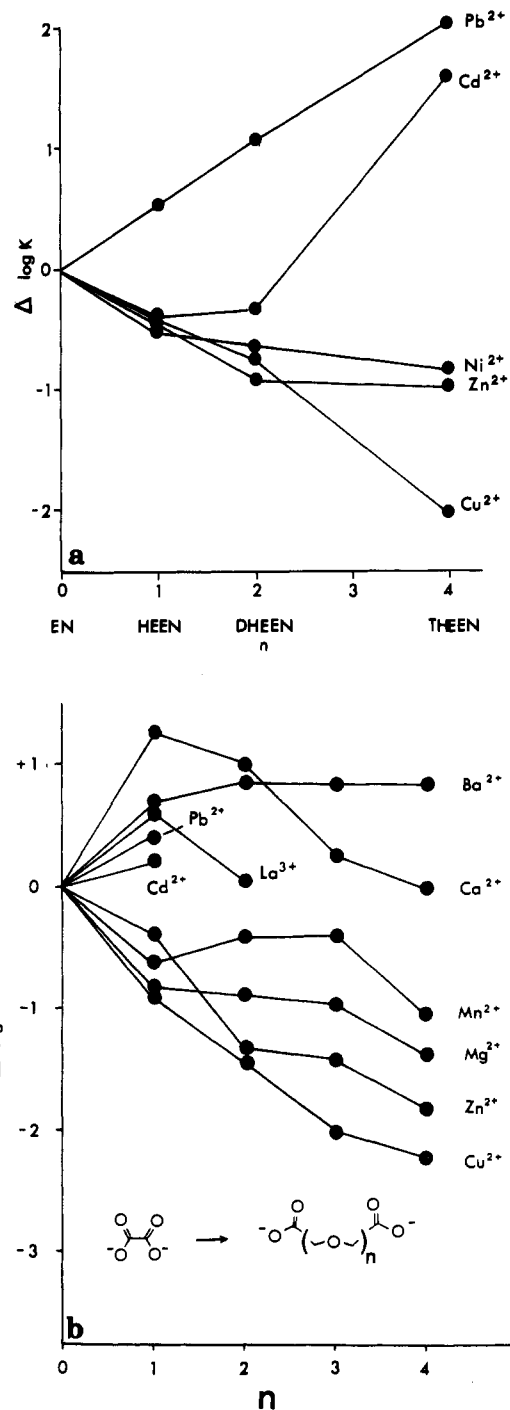 2
Pb2+
Cd2+
1
Δ log K
0
-1
Ni2+
Zn2+
-2
Cu2+
a
0 1 2 3 4
EN HEEN DHEEN THEEN
n
+1
Ba2+
Pb2+
La3+
Cd2+
0
Ca2+
-1
Mn2+
Mg2+
Zn2+
-2
Cu2+
O O O O
-O O- -O ( O )n O-
-3
b
0 1 2 3 4
n